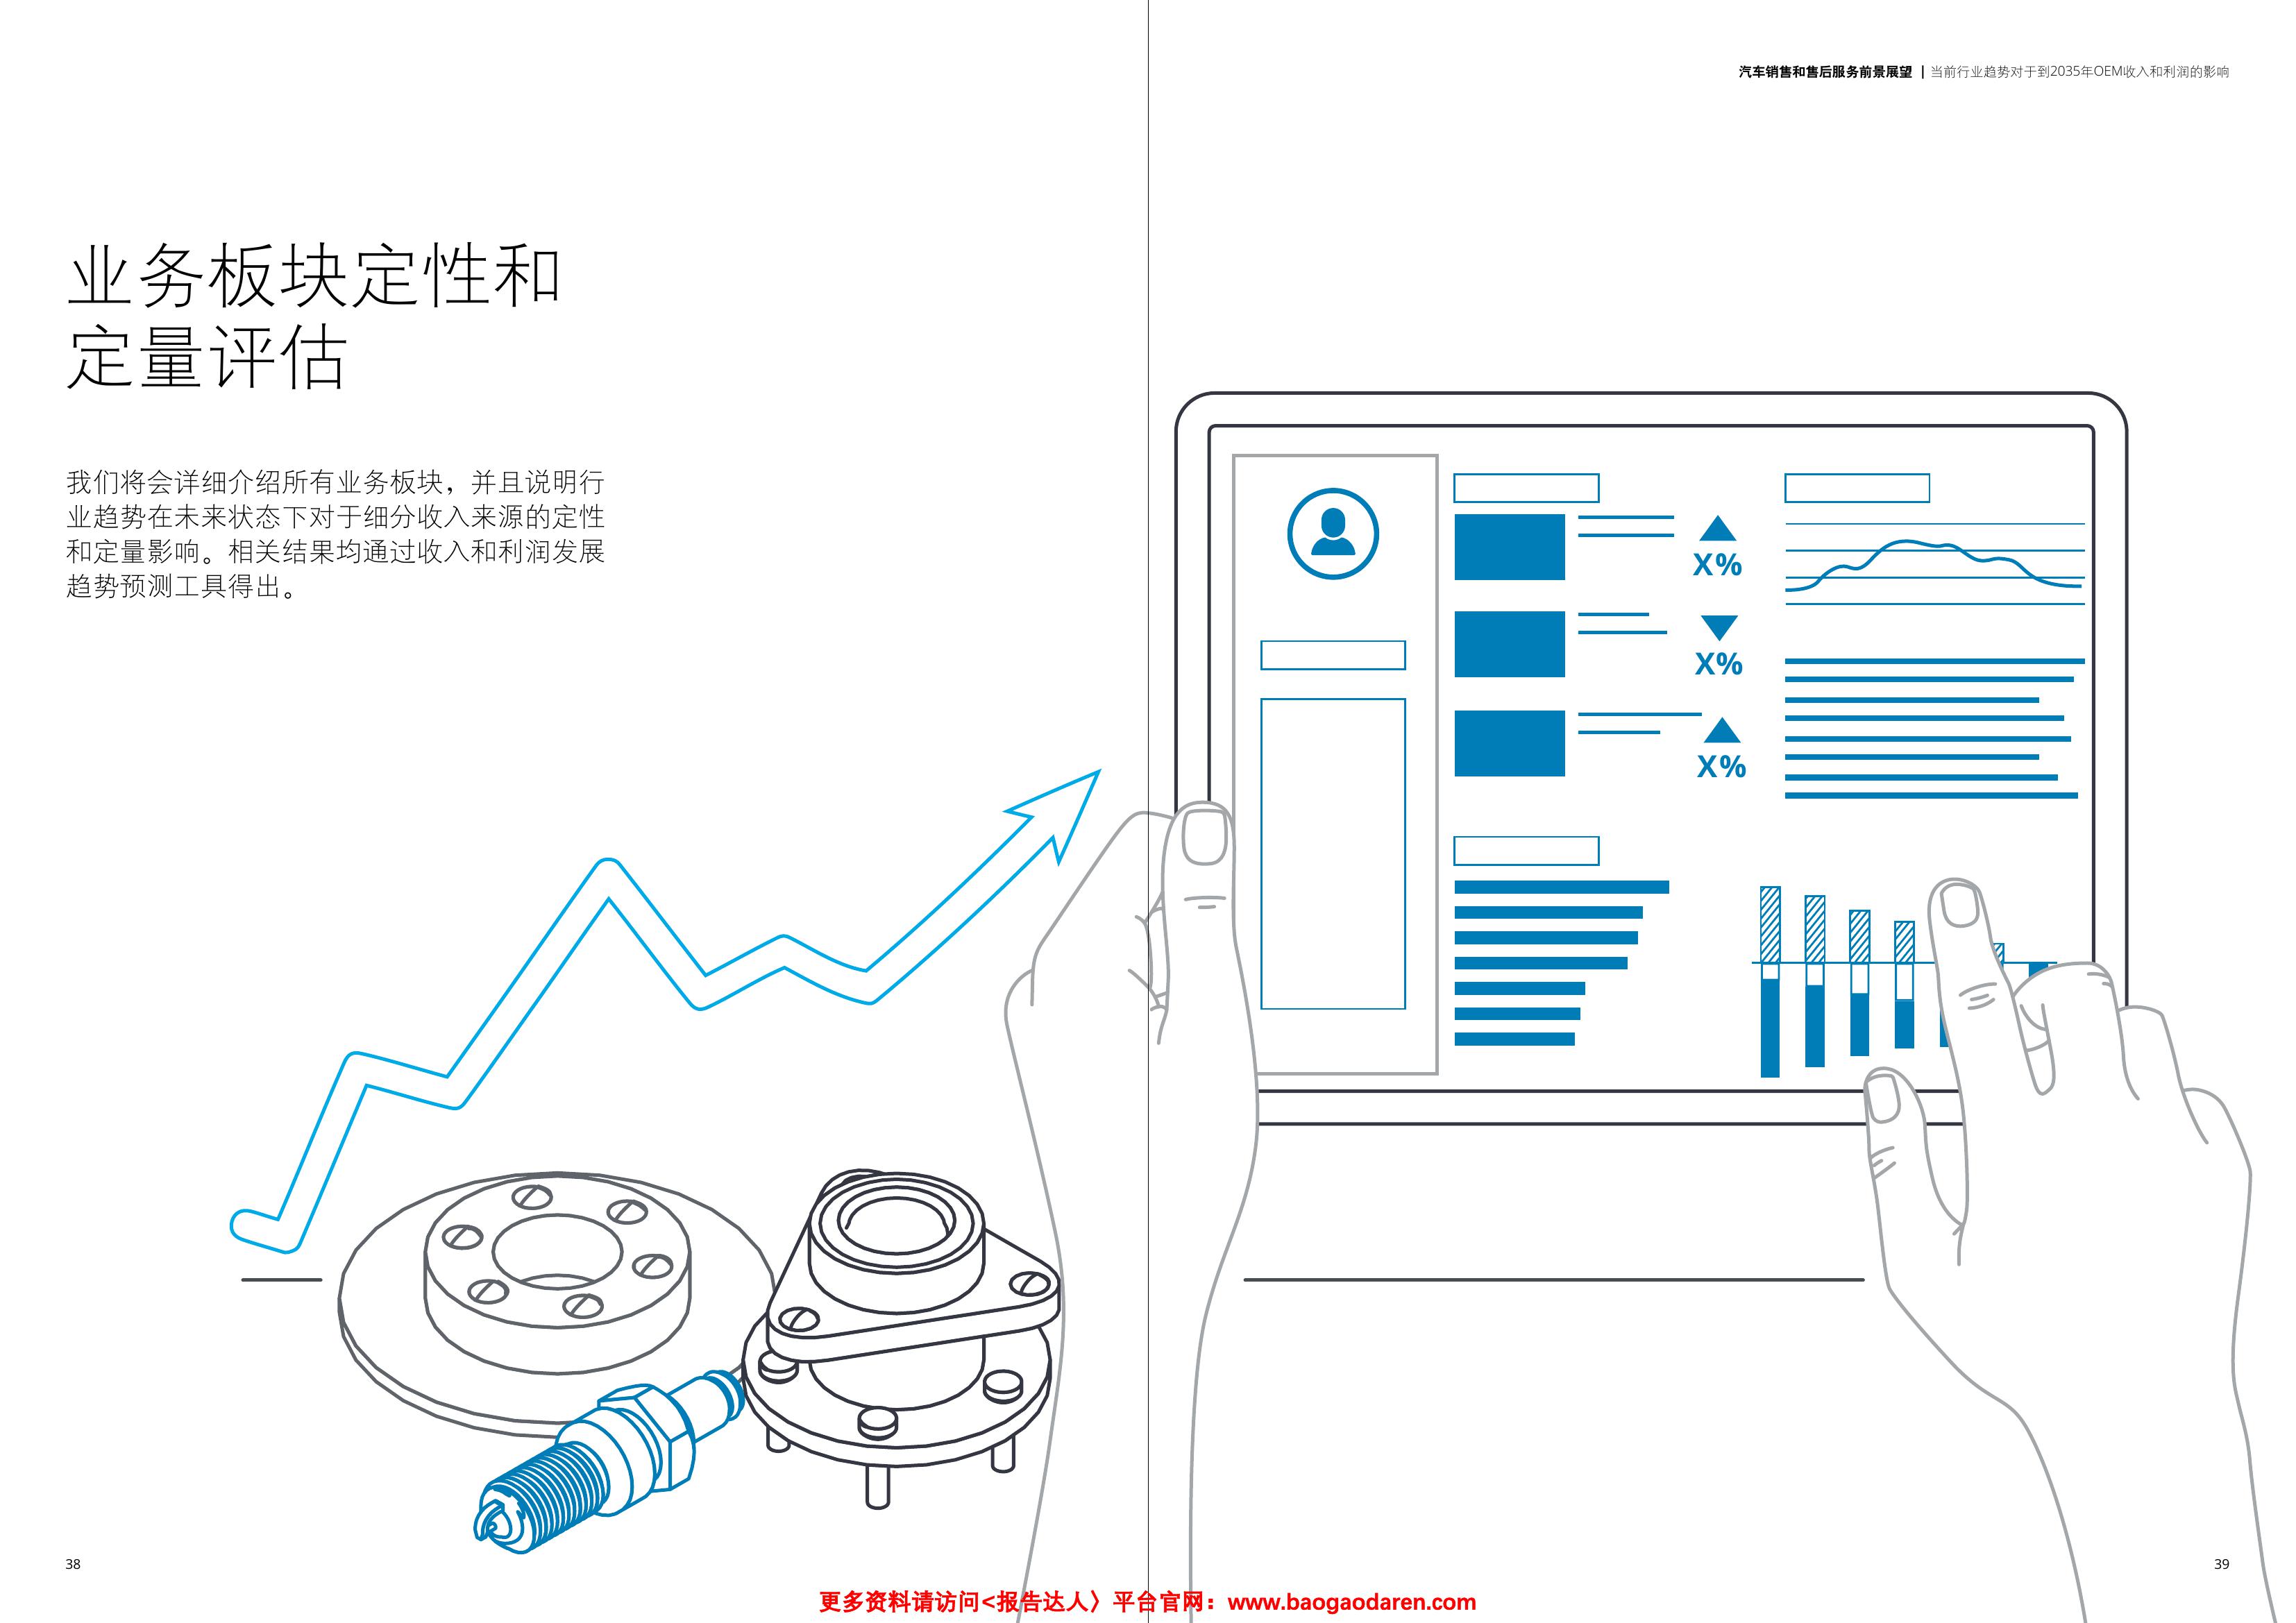 汽车销售和售后服务前景展望 | 当前行业趋势对于到2035年OEM收入和利润的影响
业务板块定性和
定量评估
我们将会详细介绍所有业务板块，并且说明行
业趋势在未来状态下对于细分收入来源的定性
和定量影响。相关结果均通过收入和利润发展
趋势预测工具得出。
X%
X%
X%
38
39
更多资料请访问<报告达人〉平台官网：www.baogaodaren.com